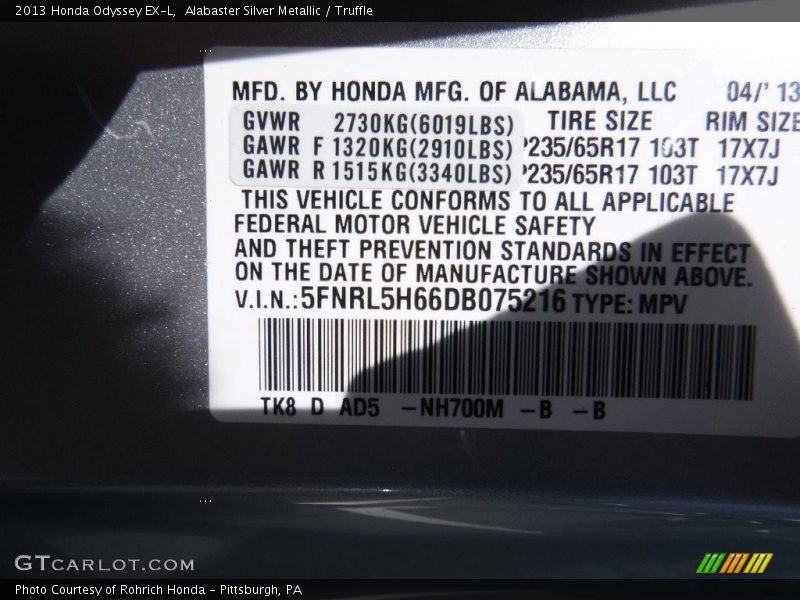 2013 Honda Odyssey EX-L,  Alabaster Silver Metallic / Truffle
MFD. BY HONDA MFG. OF ALABAMA, LLC 04/' 13
GVWR 2730KG(6019LBS) TIRE SIZE RIM SIZE
GAWR F 1320KG(2910LBS) P235/65R17 103T 17X7J
GAWR R 1515KG(3340LBS) P235/65R17 103T 17X7J
THIS VEHICLE CONFORMS TO ALL APPLICABLE
FEDERAL MOTOR VEHICLE SAFETY
AND THEFT PREVENTION STANDARDS IN EFFECT
ON THE DATE OF MANUFACTURE SHOWN ABOVE.
V.I.N.:5FNRL5H66DB075216 TYPE: MPV
TK8 D AD5 -NH700M -B -B
GTCARLOT.COM
Photo Courtesy of Rohrich Honda - Pittsburgh, PA